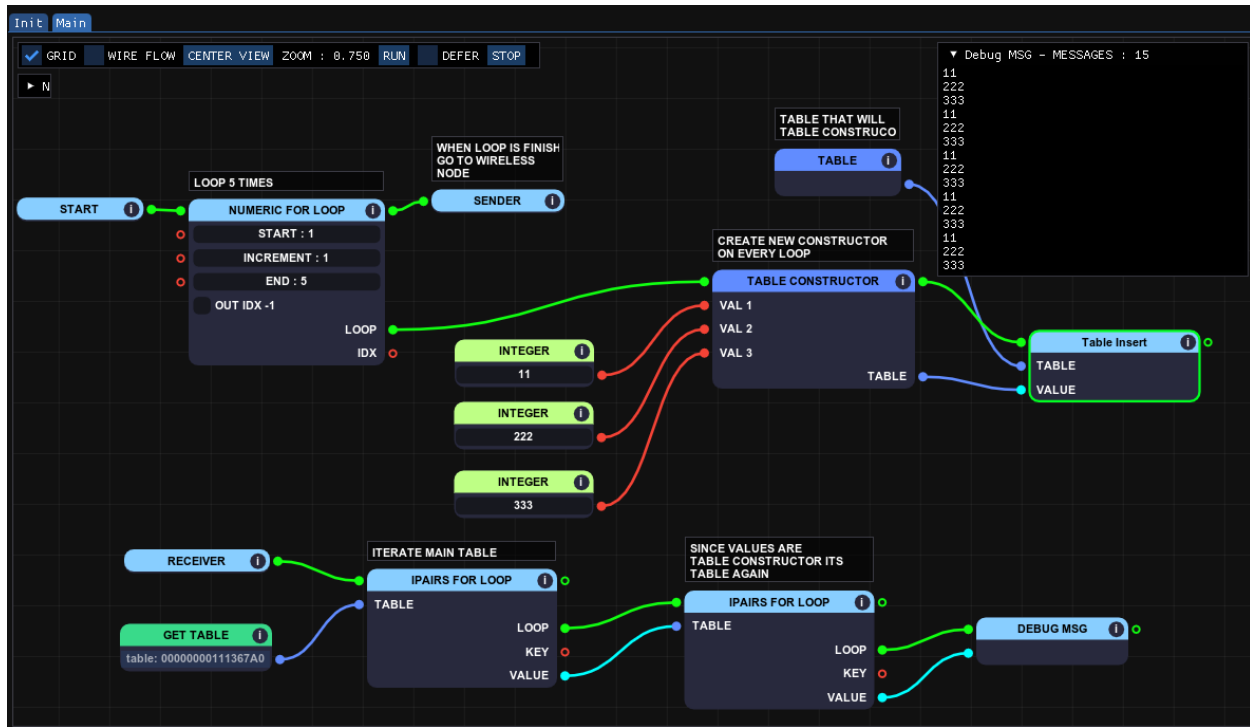 Init Main
GRID WIRE FLOW CENTER VIEW ZOOM : 0.750 RUN DEFER STOP
▶ N
▼ Debug MSG - MESSAGES : 15
11
222
333
11
222
333
11
222
333
11
222
333
11
222
333
TABLE THAT WILL
TABLE CONSTRUCO
TABLE
WHEN LOOP IS FINISH
GO TO WIRELESS
NODE
SENDER
LOOP 5 TIMES
START
NUMERIC FOR LOOP
START : 1
INCREMENT : 1
END : 5
OUT IDX -1
LOOP
IDX
CREATE NEW CONSTRUCTOR
ON EVERY LOOP
TABLE CONSTRUCTOR
VAL 1
VAL 2
VAL 3
TABLE
Table Insert
TABLE
VALUE
INTEGER
11
INTEGER
222
INTEGER
333
RECEIVER
GET TABLE
table: 00000000111367A0
ITERATE MAIN TABLE
IPAIRS FOR LOOP
TABLE
LOOP
KEY
VALUE
SINCE VALUES ARE
TABLE CONSTRUCTOR ITS
TABLE AGAIN
IPAIRS FOR LOOP
TABLE
LOOP
KEY
VALUE
DEBUG MSG